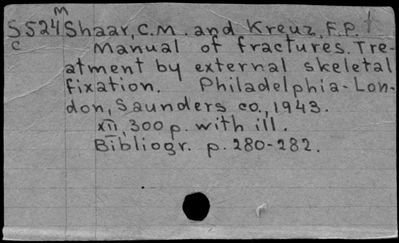 M
S524 Shaar, C.M. and Kreuz, F.P.
c Manual of fractures. Tre-
atment by external skeletal
fixation. Philadelphia-Lon-
don, Saunders co., 1943.
XII, 300 p. with ill.
Bibliogr. p. 280-282.